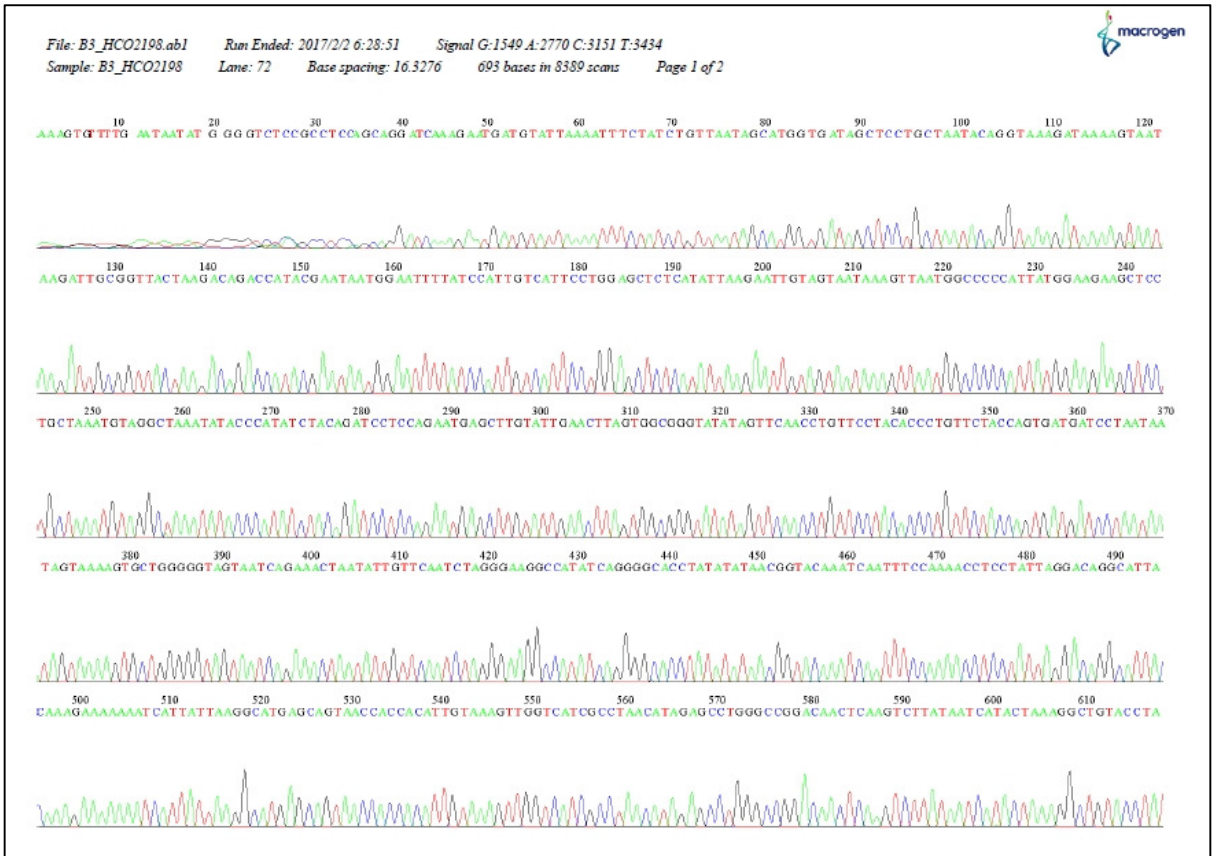 macrogen
File: B3_HCO2198.ab1 Run Ended: 2017/2/2 6:28:51 Signal G:1549 A:2770 C:3151 T:3434
Sample: B3_HCO2198 Lane: 72 Base spacing: 16.3276 693 bases in 8389 scans Page 1 of 2
10 20 30 40 50 60 70 80 90 100 110 120
AAAGTGTTTTG AATAATAT G GGGTCTCCGCCTCCAGCAGGATCAAAGAATGATGTATTAAAATTTCTATCTGTTAATAGCATGGTGATAGCTCCTGCTAATACAGGTAAAGATAAAAGTAAT
130 140 150 160 170 180 190 200 210 220 230 240
AAGATTGCGGTTACTAAGACAGACCATACGAATAATGGAATTTTATCCATTGTCATTCCTGGAGCTCTCATATTAAGAATTGTAGTAATAAAGTTAATGGCCCCCATTATGGAAGAAGCTCC
250 260 270 280 290 300 310 320 330 340 350 360 370
TGCTAAATGTAGGCTAAATATACCCATATCTACAGATCCTCCAGAATGAGCTTGTATTGAACTTAGTGGCGGGTATATAGTTCAACCTGTTCCTACACCCTGTTCTACCAGTGATGATCCTAATAA
380 390 400 410 420 430 440 450 460 470 480 490
TAGTAAAAGTGCTGGGGGTAGTAATCAGAAACTAATATTGTTCAATCTAGGGAAGGCCATATCAGGGGCACCTATATATAACGGTACAAATCAATTTCCAAAACCTCCTATTAGGACAGGCATTA
500 510 520 530 540 550 560 570 580 590 600 610
CAAAGAAAAAAATCATTATTAAGGCATGAGCAGTAACCACCACATTGTAAAGTTGGTCATCGCCTAACATAGAGCCTGGGCCGGACAACTCAAGTCTTATAATCATACTAAAGGCTGTACCTA